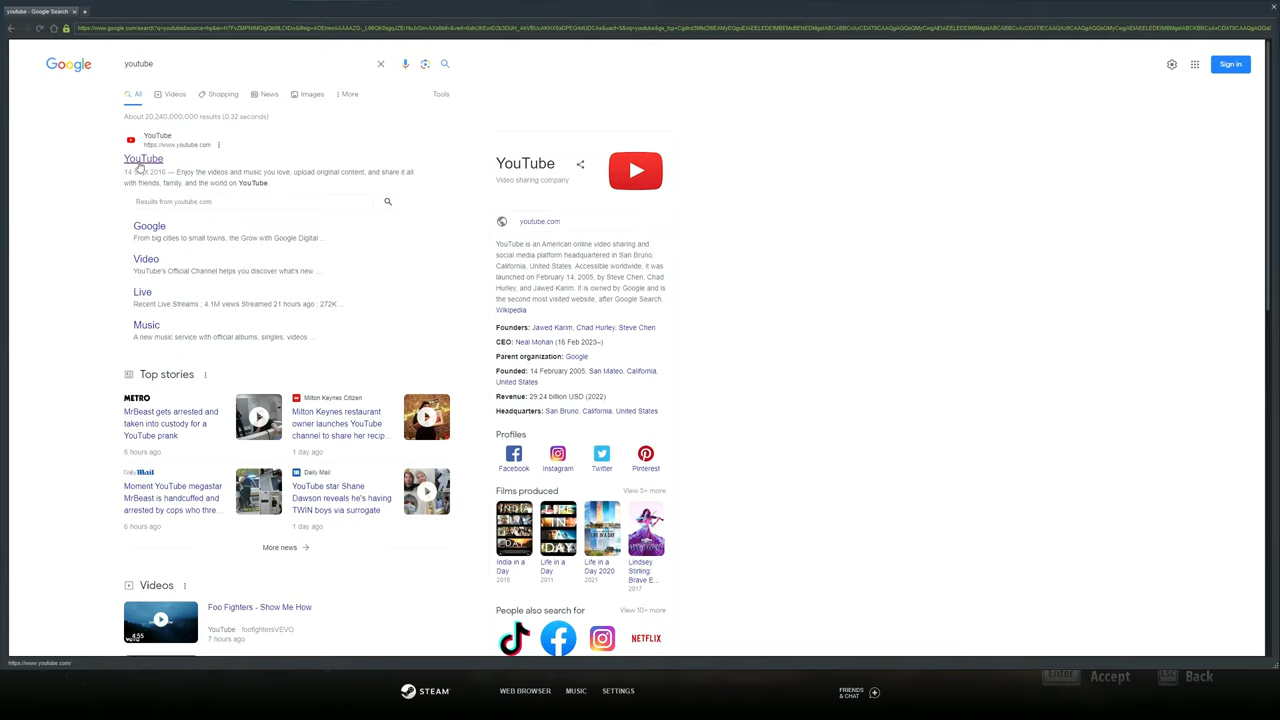 youtube - Google Search
Google
youtube
Sign in
All
Videos
Shopping
News
Images
More
Tools
About 20,240,000,000 results (0.32 seconds)
YouTube
https://www.youtube.com
YouTube
14 Sept 2016 — Enjoy the videos and music you love, upload original content, and share it all
with friends, family, and the world on YouTube.
Results from youtube.com
Google
From big cities to small towns, the Grow with Google Digital ...
Video
YouTube's Official Channel helps you discover what's new ...
Live
Recent Live Streams ; 4.1M views Streamed 21 hours ago ; 272K ...
Music
A new music service with official albums, singles, videos ...
Top stories
METRO
MrBeast gets arrested and
taken into custody for a
YouTube prank
6 hours ago
Milton Keynes Citizen
Milton Keynes restaurant
owner launches YouTube
channel to share her recip...
1 day ago
Daily Mail
Moment YouTube megastar
MrBeast is handcuffed and
arrested by cops who thre...
6 hours ago
Daily Mail
YouTube star Shane
Dawson reveals he's having
TWIN boys via surrogate
1 day ago
More news
Videos
4:55
Foo Fighters - Show Me How
YouTube · foofightersVEVO
7 hours ago
YouTube
Video sharing company
youtube.com
YouTube is an American online video sharing and
social media platform headquartered in San Bruno,
California, United States. Accessible worldwide, it was
launched on February 14, 2005, by Steve Chen, Chad
Hurley, and Jawed Karim. It is owned by Google and is
the second most visited website, after Google Search.
Wikipedia
Founders: Jawed Karim, Chad Hurley, Steve Chen
CEO: Neal Mohan (16 Feb 2023–)
Parent organization: Google
Founded: 14 February 2005, San Mateo, California,
United States
Revenue: 29.24 billion USD (2022)
Headquarters: San Bruno, California, United States
Profiles
Facebook
Instagram
Twitter
Pinterest
Films produced
View 5+ more
India in a
Day
2016
Life in a
Day
2011
Life in a
Day 2020
2021
Lindsey
Stirling:
Brave E...
2017
People also search for
View 10+ more
NETFLIX
https://www.youtube.com/
STEAM
WEB BROWSER
MUSIC
SETTINGS
FRIENDS
& CHAT
Enter
Accept
Esc
Back